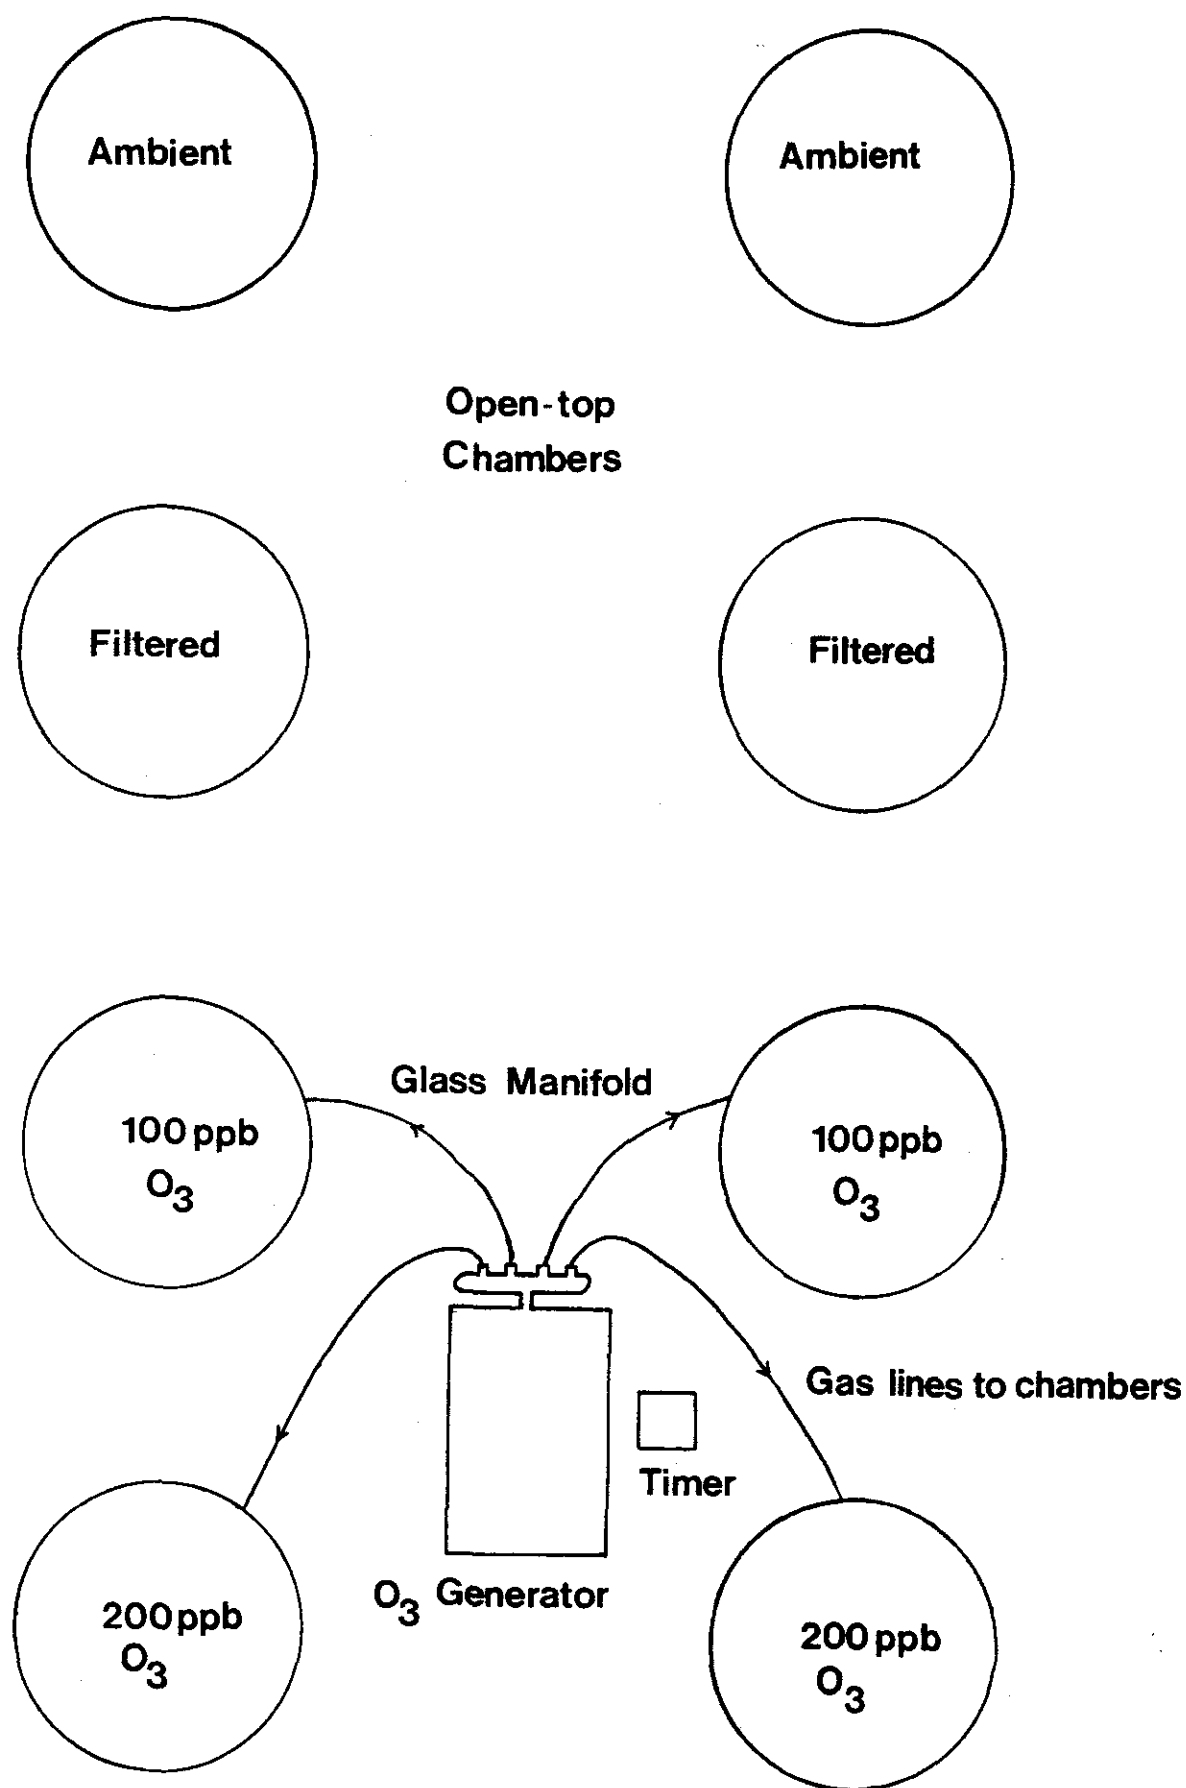 Ambient
Ambient
Open-top
Chambers
Filtered
Filtered
Glass Manifold
100 ppb
O3
100 ppb
O3
Gas lines to chambers
Timer
O3 Generator
200 ppb
O3
200 ppb
O3